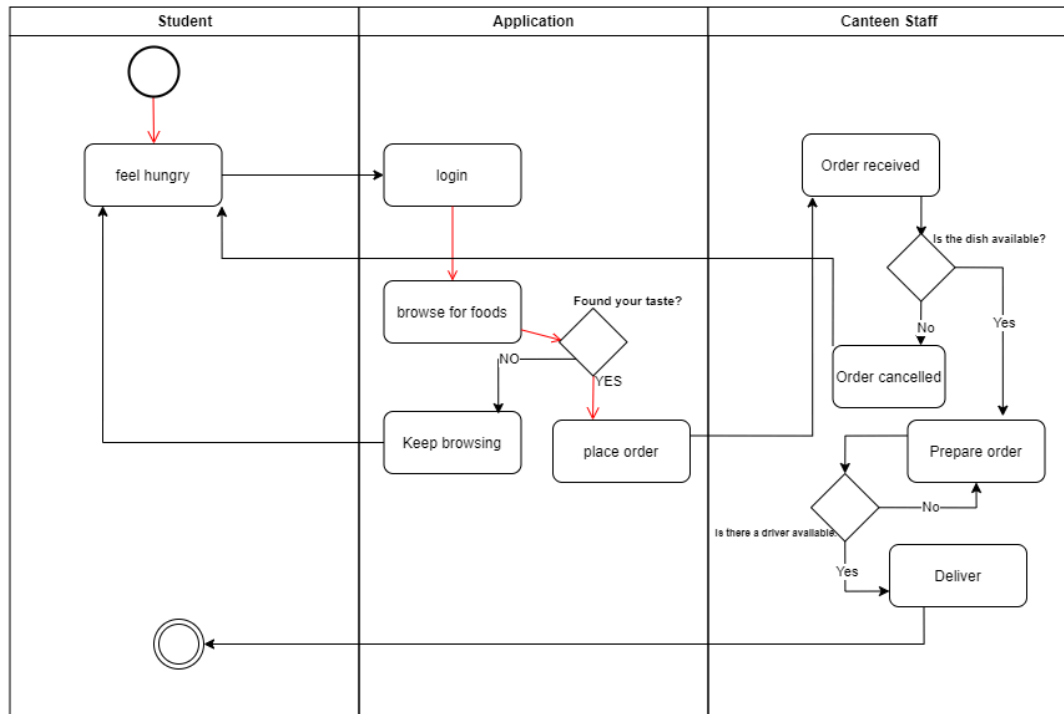 Student
Application
Canteen Staff
feel hungry
login
Order received
Is the dish available?
browse for foods
Found your taste?
No
Yes
NO
YES
Order cancelled
Keep browsing
place order
Prepare order
No
Is there a driver available.
Yes
Deliver